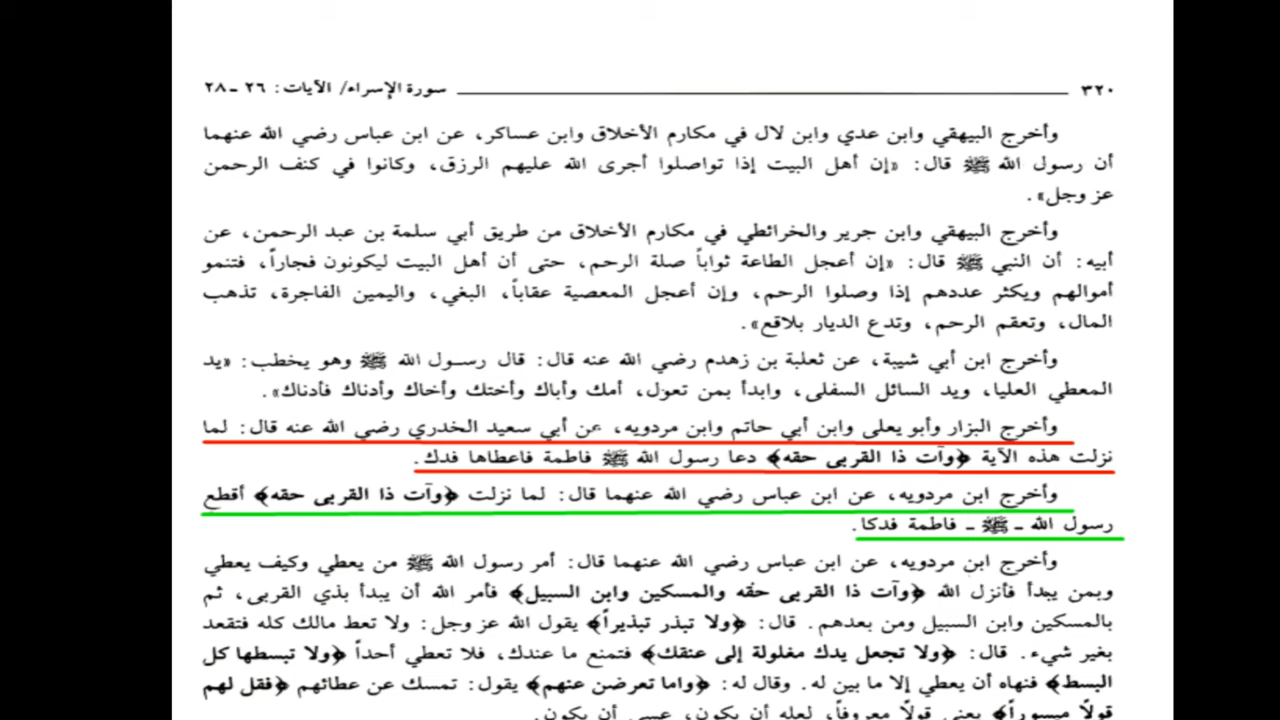 ٣٢٠ سورة الإسراء/ الآيات: ٢٦ -٢٨
وأخرج البيهقي وابن عدي وابن لال في مكارم الأخلاق وابن عساكر، عن ابن عباس رضي الله عنهما
أن رسول الله ﷺ قال: «إن أهل البيت إذا تواصلوا أجرى الله عليهم الرزق، وكانوا في كنف الرحمن
عز وجل».
وأخرج البيهقي وابن جرير والخرائطي في مكارم الأخلاق من طريق أبي سلمة بن عبد الرحمن، عن
أبيه: أن النبي ﷺ قال: «إن أعجل الطاعة ثواباً صلة الرحم، حتى أن أهل البيت ليكونون فجاراً، فتنمو
أموالهم ويكثر عددهم إذا وصلوا الرحم، وإن أعجل المعصية عقاباً، البغي، واليمين الفاجرة، تذهب
المال، وتعقم الرحم، وتدع الديار بلاقع».
وأخرج ابن أبي شيبة، عن ثعلبة بن زهدم رضي الله عنه قال: قال رسول الله ﷺ وهو يخطب: «يد
المعطي العليا، ويد السائل السفلى، وابدأ بمن تعول، أمك وأباك وأختك وأخاك وأدناك فأدناك».
وأخرج البزار وأبو يعلى وابن أبي حاتم وابن مردويه، عن أبي سعيد الخدري رضي الله عنه قال: لما
نزلت هذه الآية ﴿وآت ذا القربى حقه﴾ دعا رسول الله ﷺ فاطمة فاعطاها فدك.
وأخرج ابن مردويه، عن ابن عباس رضي الله عنهما قال: لما نزلت ﴿وآت ذا القربى حقه﴾ أقطع
رسول الله ـ ﷺ ـ فاطمة فدكا.
وأخرج ابن مردويه، عن ابن عباس رضي الله عنهما قال: أمر رسول الله ﷺ من يعطي وكيف يعطي
وبمن يبدأ فأنزل الله ﴿وآت ذا القربى حقه والمسكين وابن السبيل﴾ فأمر الله أن يبدأ بذي القربى، ثم
بالمسكين وابن السبيل ومن بعدهم. قال: ﴿ولا تبذر تبذيراً﴾ يقول الله عز وجل: ولا تعط مالك كله فتقعد
بغير شيء. قال: ﴿ولا تجعل يدك مغلولة إلى عنقك﴾ فتمنع ما عندك، فلا تعطي أحداً ﴿ولا تبسطها كل
البسط﴾ فنهاه أن يعطي إلا ما بين له. وقال له: ﴿واما تعرضن عنهم﴾ يقول: تمسك عن عطائهم ﴿فقل لهم
قولاً ميسوراً﴾ يعني قولاً معروفاً، لعله أن يكون، عسى أن يكون.